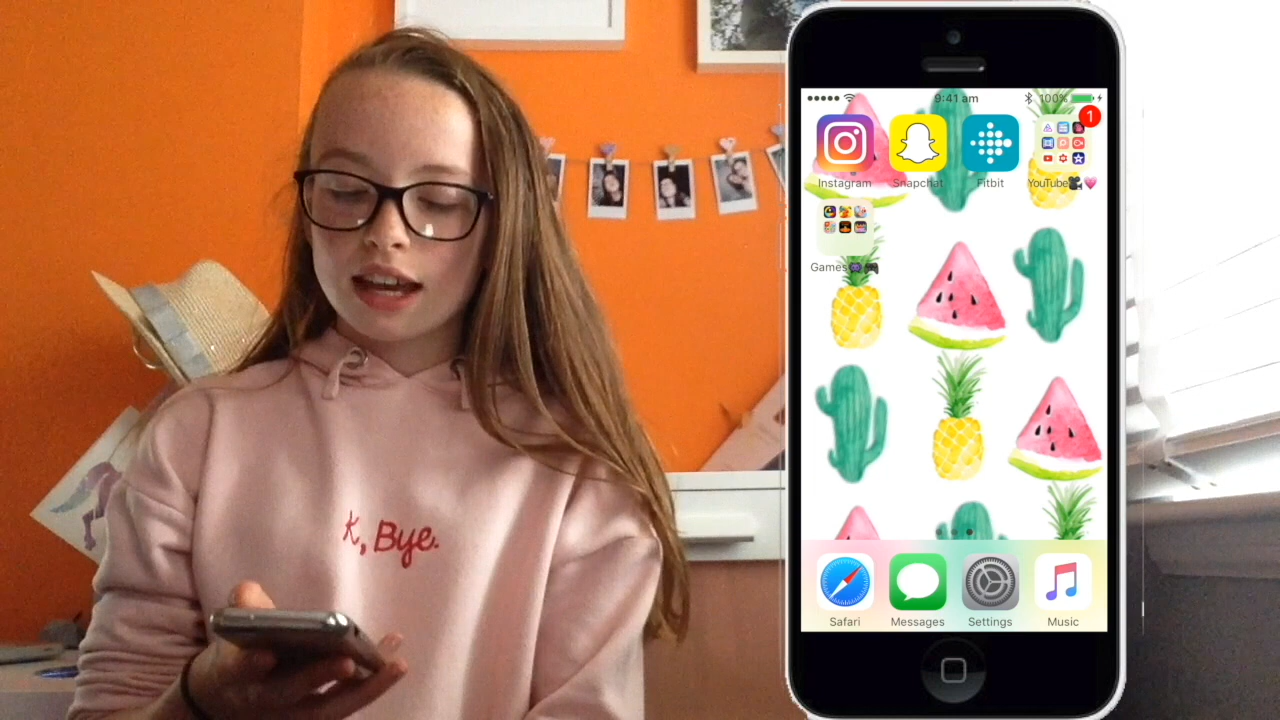 K, Bye.
9:41 am
100%
1
Instagram
Snapchat
Fitbit
YouTube🎥💗
Games👾🎮
Safari
Messages
Settings
Music